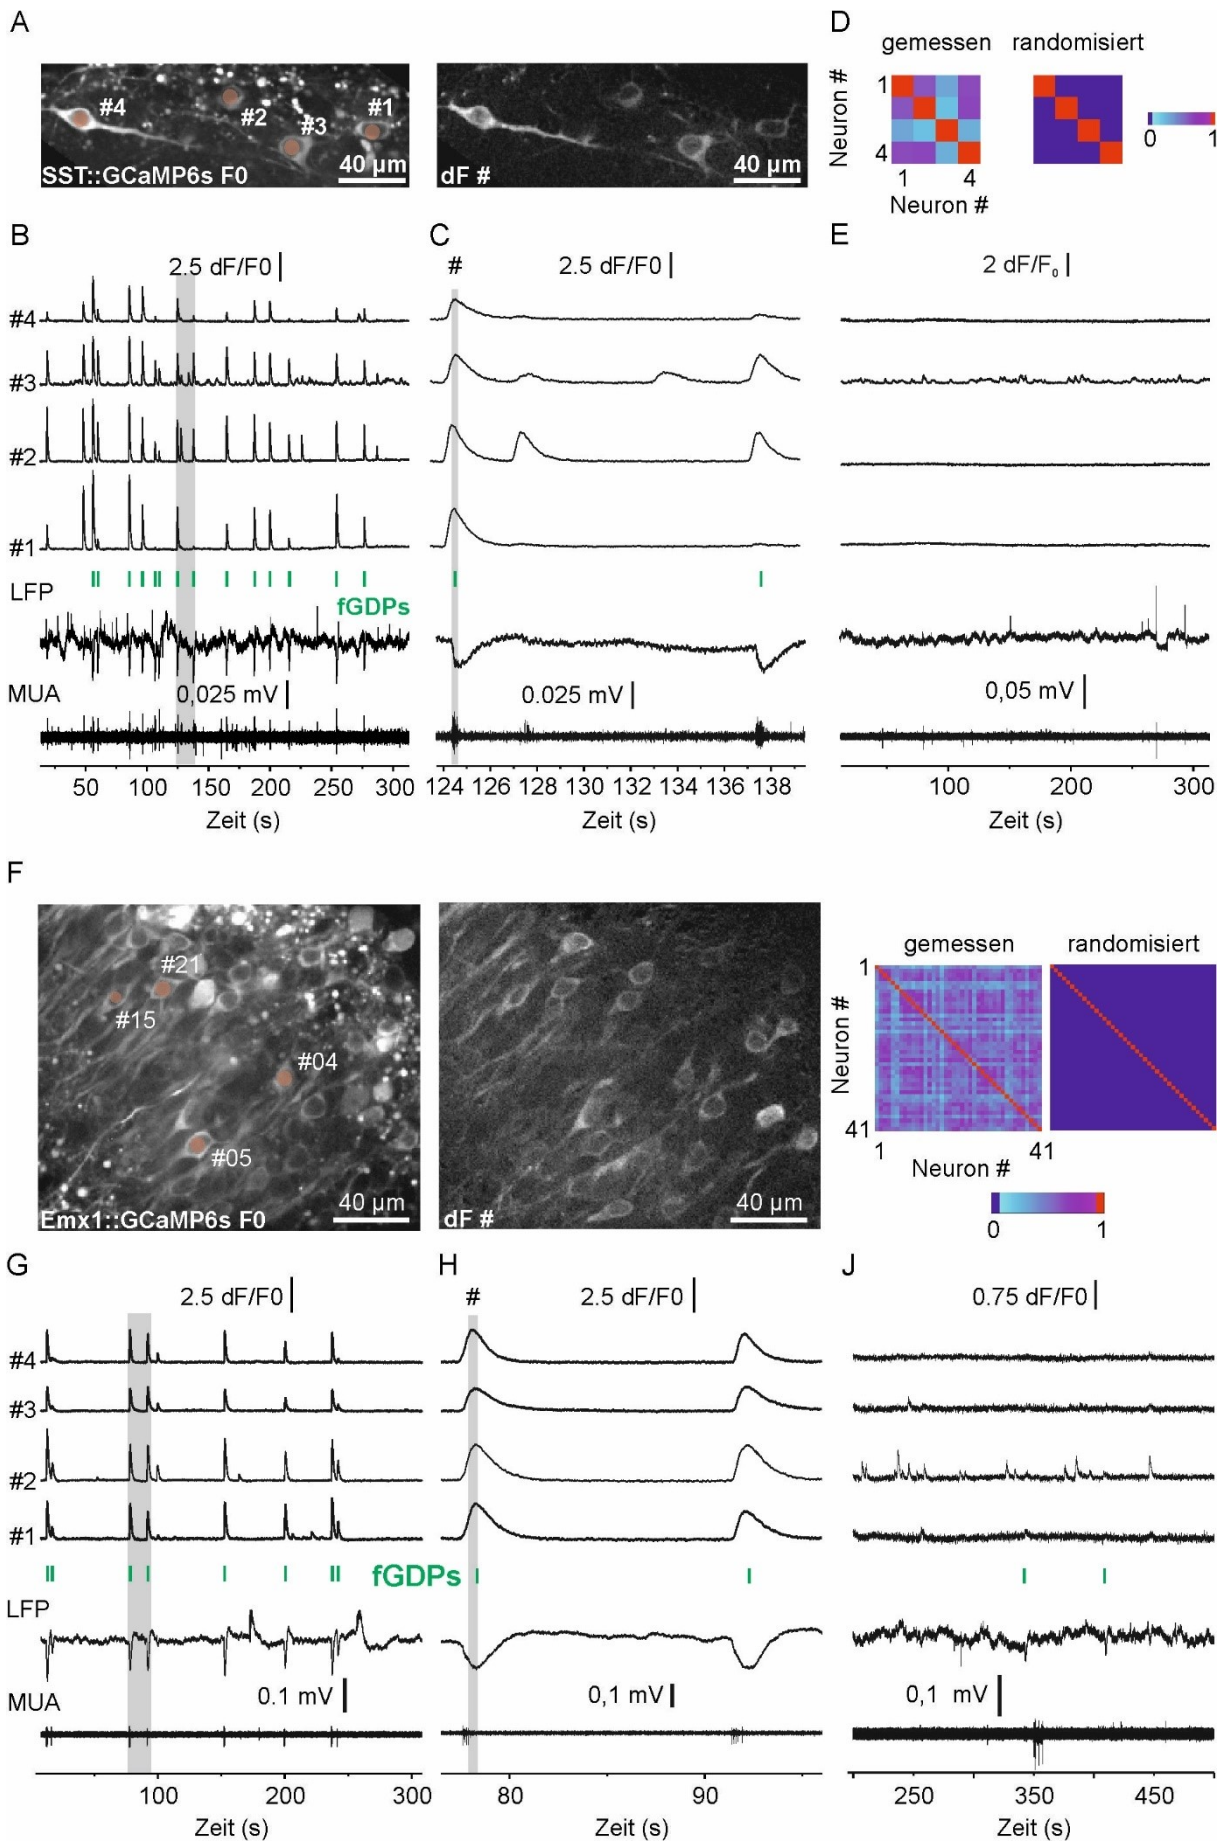 A
#4
#2
#3
#1
SST::GCaMP6s F0
40 µm
dF #
40 µm
D
gemessen randomisiert
Neuron #
1
4
1 4
Neuron #
0 1
B
2.5 dF/F0
#4
#3
#2
#1
LFP
fGDPs
MUA
0,025 mV
50 100 150 200 250 300
Zeit (s)
C
#
2.5 dF/F0
0.025 mV
124 126 128 130 132 134 136 138
Zeit (s)
E
2 dF/F₀
0,05 mV
100 200 300
Zeit (s)
F
#21
#15
#04
#05
Emx1::GCaMP6s F0
40 µm
dF #
40 µm
gemessen randomisiert
Neuron #
1
41
1 41
Neuron #
0 1
G
2.5 dF/F0
#4
#3
#2
#1
fGDPs
LFP
MUA
0.1 mV
100 200 300
Zeit (s)
H
#
2.5 dF/F0
0,1 mV
80 90
Zeit (s)
J
0.75 dF/F0
0,1 mV
250 350 450
Zeit (s)